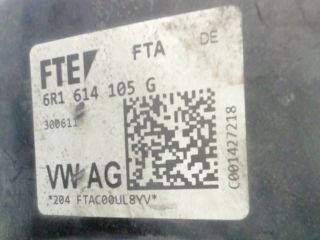 FTE FTA DE
6R1 614 105 G
300611
VW AG
*204 FTAC00UL8YV*
C001427218